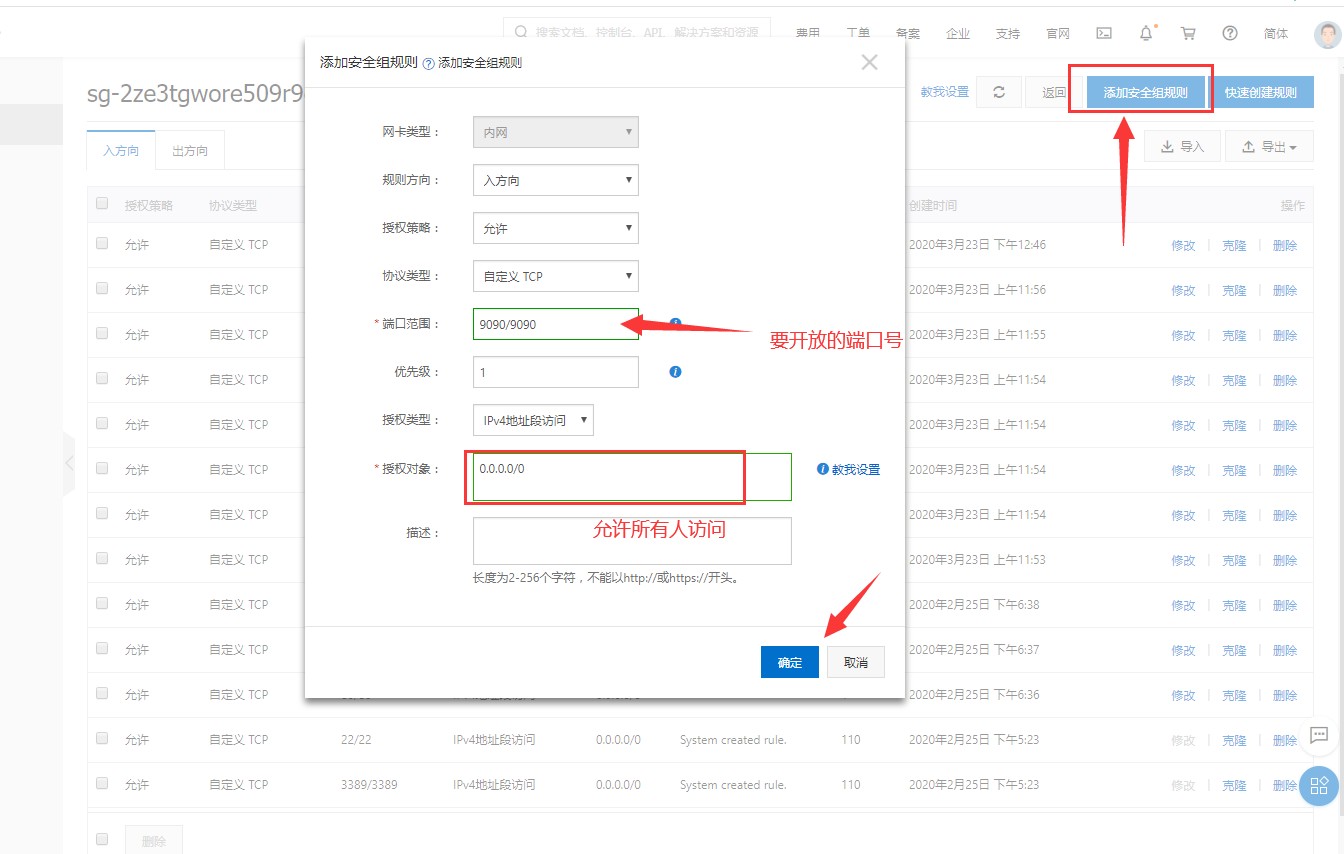 搜索文档、控制台、API、解决方案和资源 费用 工单 备案 企业 支持 官网 简体
添加安全组规则 添加安全组规则
sg-2ze3tgwore509r9 教我设置 返回 添加安全组规则 快速创建规则
入方向 出方向 导入 导出
授权策略 协议类型 创建时间 操作
允许 自定义 TCP 2020年3月23日 下午12:46 修改 克隆 删除
允许 自定义 TCP 2020年3月23日 上午11:56 修改 克隆 删除
允许 自定义 TCP 2020年3月23日 上午11:55 修改 克隆 删除
允许 自定义 TCP 2020年3月23日 上午11:54 修改 克隆 删除
允许 自定义 TCP 2020年3月23日 上午11:54 修改 克隆 删除
允许 自定义 TCP 2020年3月23日 上午11:54 修改 克隆 删除
允许 自定义 TCP 2020年3月23日 上午11:54 修改 克隆 删除
允许 自定义 TCP 2020年3月23日 上午11:53 修改 克隆 删除
允许 自定义 TCP 2020年2月25日 下午6:38 修改 克隆 删除
允许 自定义 TCP 2020年2月25日 下午6:37 修改 克隆 删除
允许 自定义 TCP 2020年2月25日 下午6:36 修改 克隆 删除
允许 自定义 TCP 22/22 IPv4地址段访问 0.0.0.0/0 System created rule. 110 2020年2月25日 下午5:23 修改 克隆 删除
允许 自定义 TCP 3389/3389 IPv4地址段访问 0.0.0.0/0 System created rule. 110 2020年2月25日 下午5:23 修改 克隆 删除
删除
网卡类型： 内网
规则方向： 入方向
授权策略： 允许
协议类型： 自定义 TCP
* 端口范围： 9090/9090
要开放的端口号
优先级： 1
授权类型： IPv4地址段访问
* 授权对象： 0.0.0.0/0 教我设置
描述： 允许所有人访问
长度为2-256个字符，不能以http://或https://开头。
确定 取消